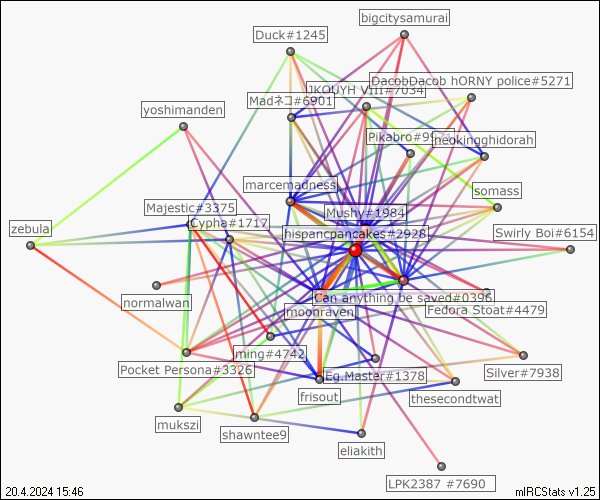 bigcitysamurai
Duck#1245
DacobDacob hORNY police#5271
JKOUYH VIII#7034
Madネコ#6901
yoshimanden
Pikabro#99
neokingghidorah
marcemadness
somass
Majestic#3375
Mushy#1984
Cypha#1717
zebula
hispancpancakes#2928
Swirly Boi#6154
normalwan
Can anything be saved#0396
Fedora Stoat#4479
moonraven
ming#4742
Pocket Persona#3326
Eg.Master#1378
Silver#7938
frisout
thesecondtwat
mukszi
shawntee9
eliakith
LPK2387 #7690
20.4.2024 15:46
mIRCStats v1.25